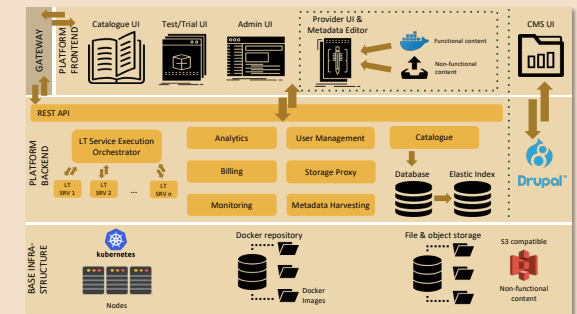 GATEWAY
PLATFORM
FRONTEND
Catalogue UI
Test/Trial UI
Admin UI
Provider UI &
Metadata Editor
Functional content
Non-functional
content
CMS UI
REST API
PLATFORM
BACKEND
LT Service Execution
Orchestrator
LT
SRV 1
LT
SRV 2
...
LT
SRV n
Analytics
User Management
Billing
Storage Proxy
Monitoring
Metadata Harvesting
Catalogue
Database
Elastic Index
Drupal™
BASE INFRA-
STRUCTURE
kubernetes
Nodes
Docker repository
Docker
Images
File & object storage
S3 compatible
Non-functional
content